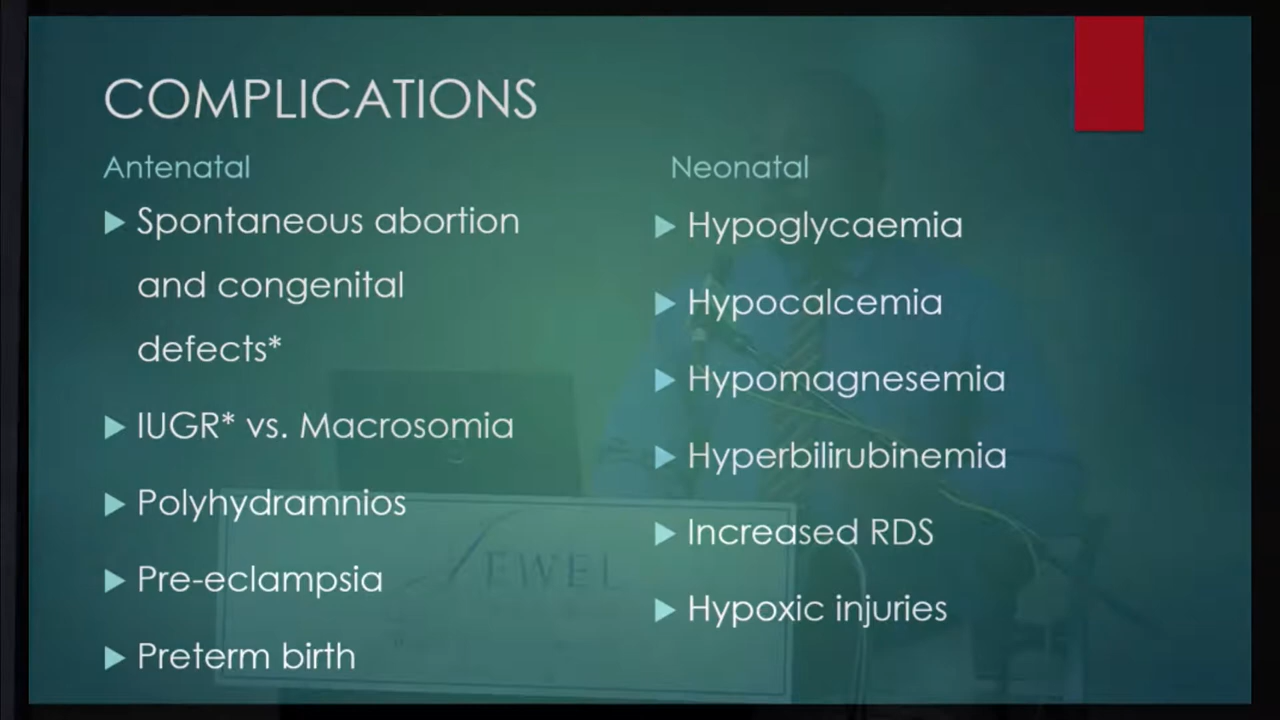 COMPLICATIONS
Antenatal
Spontaneous abortion
and congenital
defects*
IUGR* vs. Macrosomia
Polyhydramnios
Pre-eclampsia
Preterm birth
Neonatal
Hypoglycaemia
Hypocalcemia
Hypomagnesemia
Hyperbilirubinemia
Increased RDS
Hypoxic injuries
EWEL